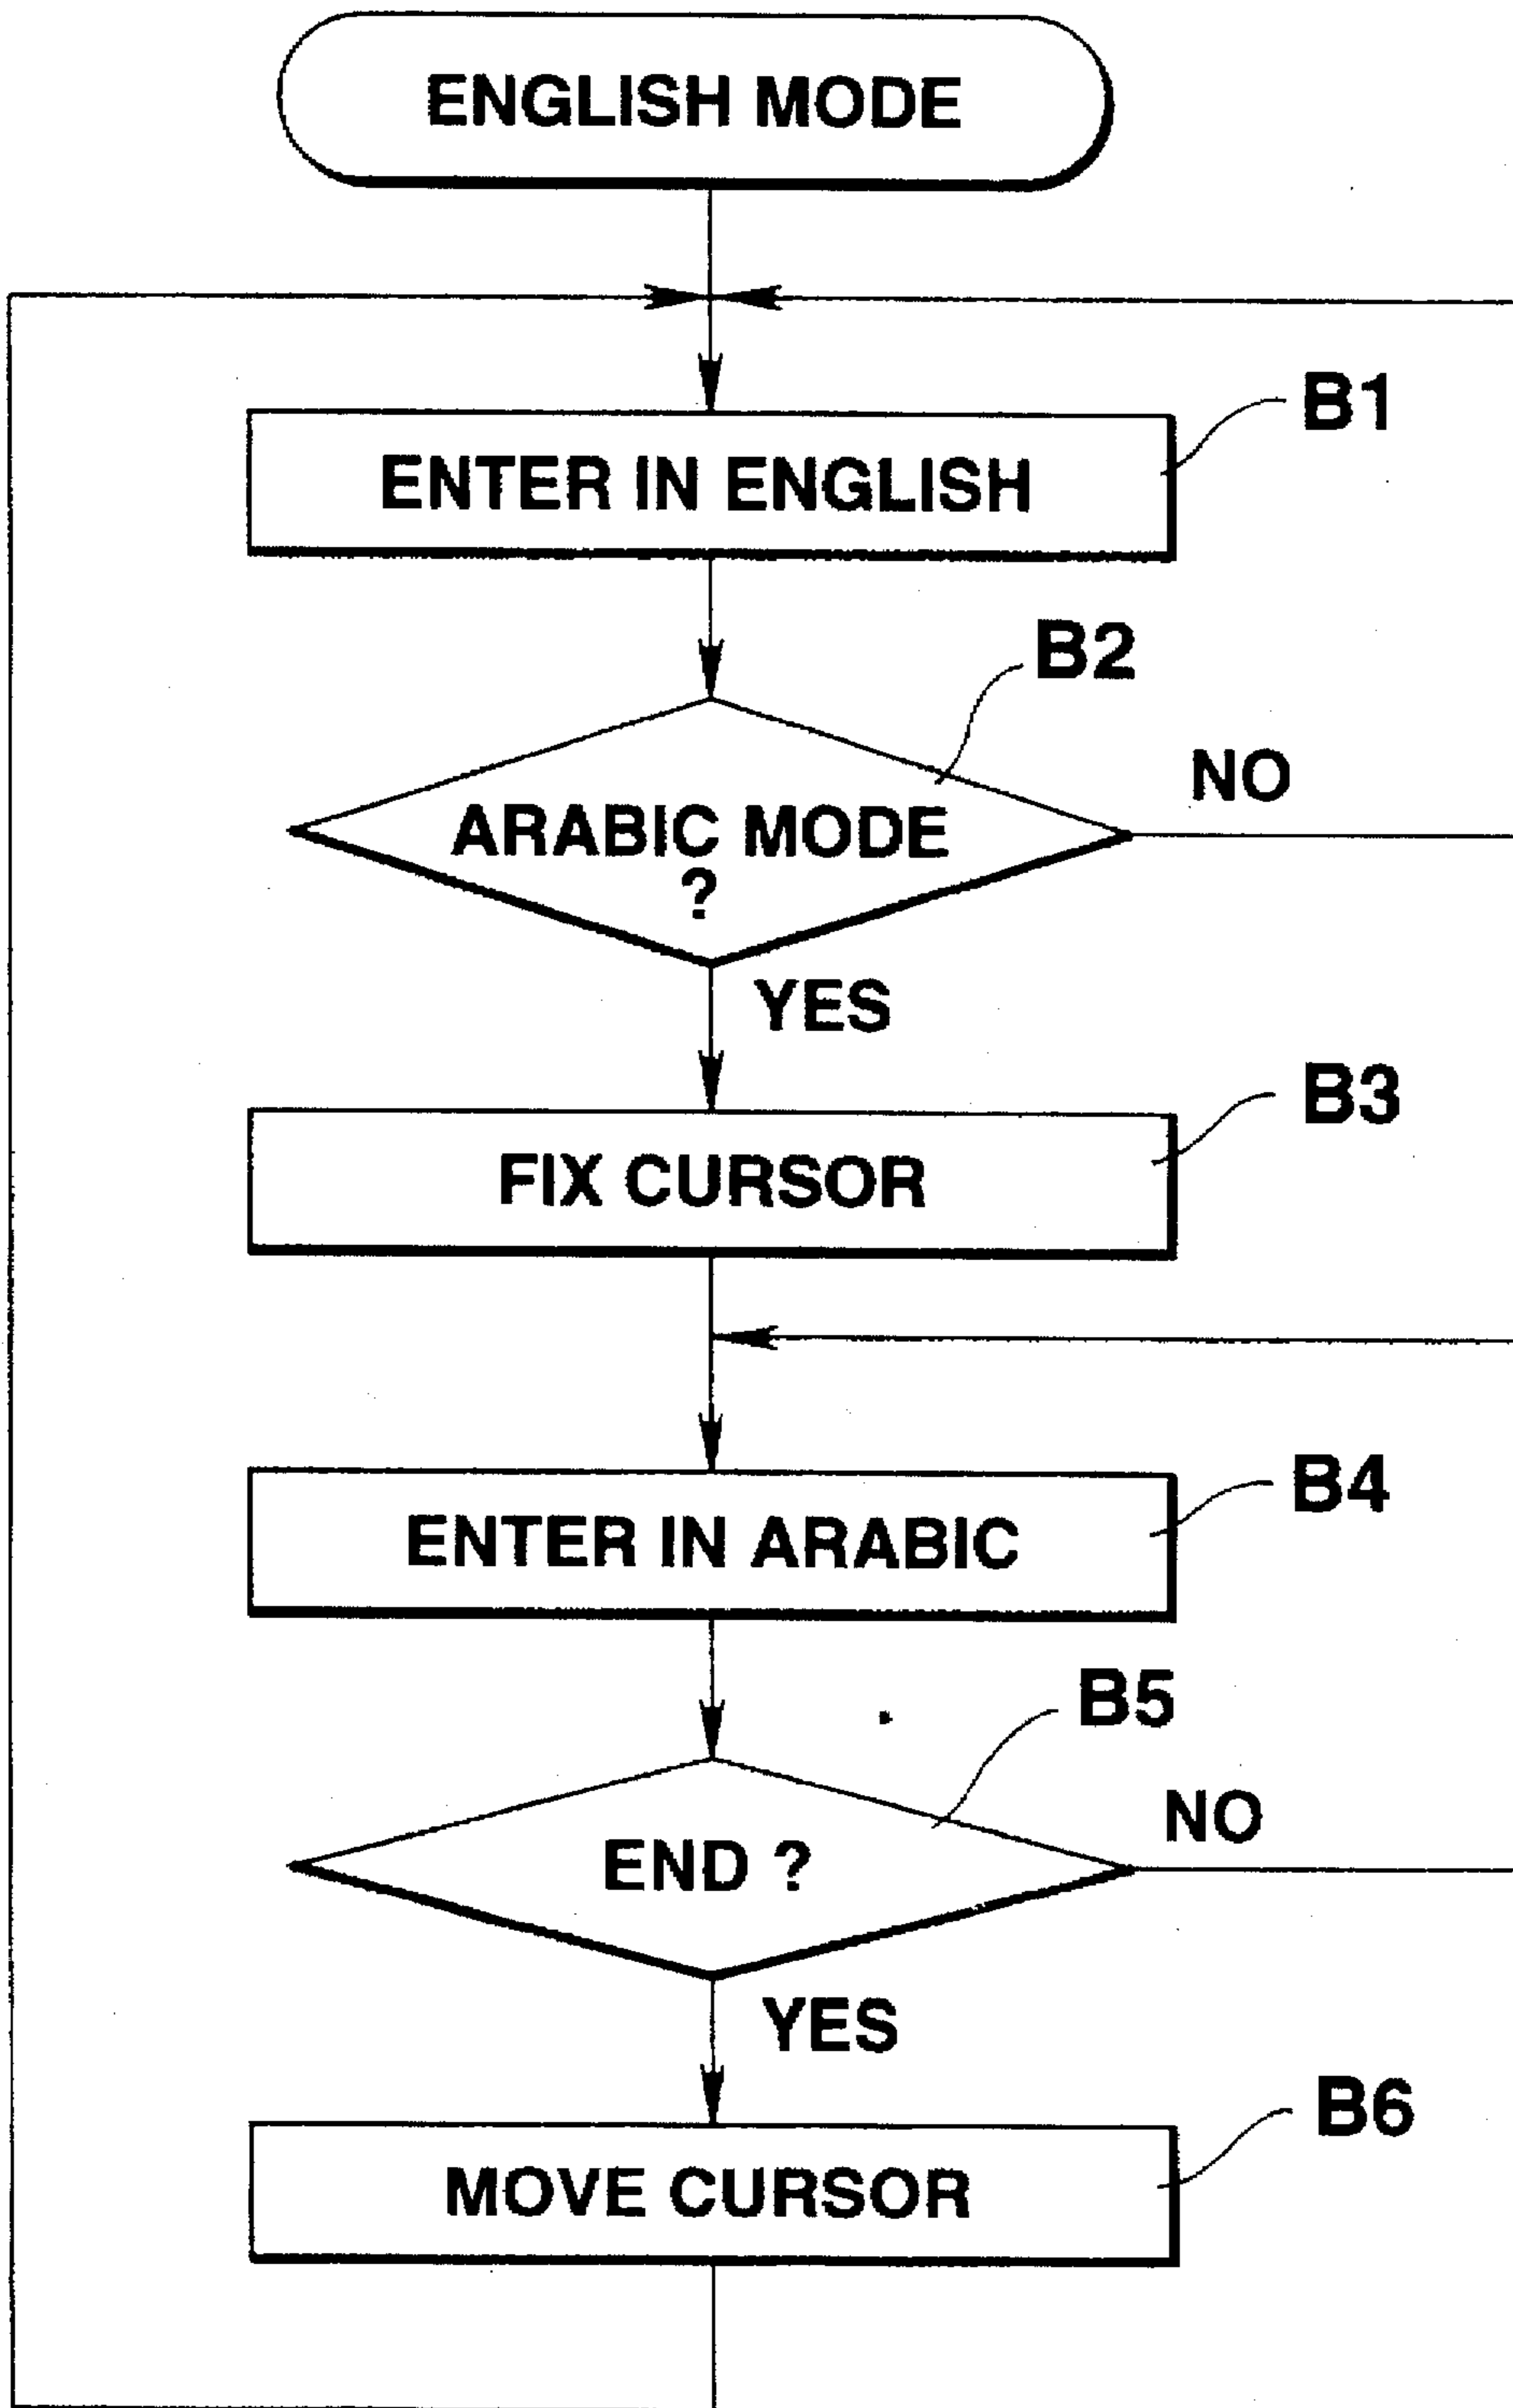 ENGLISH MODE
B1
ENTER IN ENGLISH
B2
NO
ARABIC MODE
?
YES
B3
FIX CURSOR
B4
ENTER IN ARABIC
B5
NO
END ?
YES
B6
MOVE CURSOR